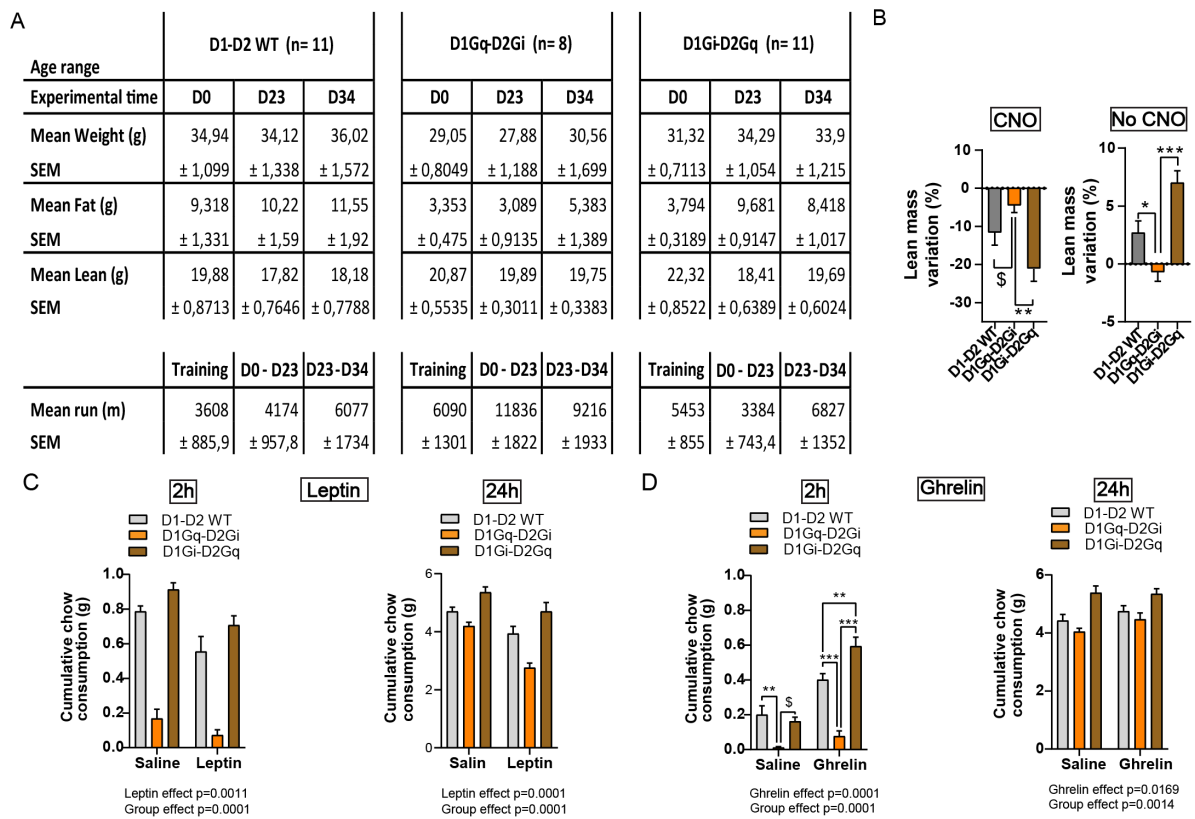 A
D1-D2 WT (n= 11) D1Gq-D2Gi (n= 8) D1Gi-D2Gq (n= 11)
Age range
Experimental time D0 D23 D34 D0 D23 D34 D0 D23 D34
Mean Weight (g) 34,94 34,12 36,02 29,05 27,88 30,56 31,32 34,29 33,9
SEM ± 1,099 ± 1,338 ± 1,572 ± 0,8049 ± 1,188 ± 1,699 ± 0,7113 ± 1,054 ± 1,215
Mean Fat (g) 9,318 10,22 11,55 3,353 3,089 5,383 3,794 9,681 8,418
SEM ± 1,331 ± 1,59 ± 1,92 ± 0,475 ± 0,9135 ± 1,389 ± 0,3189 ± 0,9147 ± 1,017
Mean Lean (g) 19,88 17,82 18,18 20,87 19,89 19,75 22,32 18,41 19,69
SEM ± 0,8713 ± 0,7646 ± 0,7788 ± 0,5535 ± 0,3011 ± 0,3383 ± 0,8522 ± 0,6389 ± 0,6024
Training D0 - D23 D23-D34 Training D0 - D23 D23-D34 Training D0 - D23 D23-D34
Mean run (m) 3608 4174 6077 6090 11836 9216 5453 3384 6827
SEM ± 885,9 ± 957,8 ± 1734 ± 1301 ± 1822 ± 1933 ± 855 ± 743,4 ± 1352
B
CNO
Lean mass
variation (%)
10
0
-10
-20
-30
$
**
D1-D2 WT
D1Gq-D2Gi
D1Gi-D2Gq
No CNO
Lean mass
variation (%)
10
5
0
-5
*
***
D1-D2 WT
D1Gq-D2Gi
D1Gi-D2Gq
C
Leptin
2h
D1-D2 WT
D1Gq-D2Gi
D1Gi-D2Gq
Cumulative chow
consumption (g)
1.0
0.8
0.6
0.4
0.2
0.0
Saline Leptin
Leptin effect p=0.0011
Group effect p=0.0001
24h
D1-D2 WT
D1Gq-D2Gi
D1Gi-D2Gq
Cumulative chow
consumption (g)
6
4
2
0
Salin Leptin
Leptin effect p=0.0001
Group effect p=0.0001
D
Ghrelin
2h
D1-D2 WT
D1Gq-D2Gi
D1Gi-D2Gq
Cumulative chow
consumption (g)
1.0
0.8
0.6
0.4
0.2
0.0
**
$
**
***
***
Saline Ghrelin
Ghrelin effect p=0.0001
Group effect p=0.0001
24h
D1-D2 WT
D1Gq-D2Gi
D1Gi-D2Gq
Cumulative chow
consumption (g)
6
4
2
0
Saline Ghrelin
Ghrelin effect p=0.0169
Group effect p=0.0014